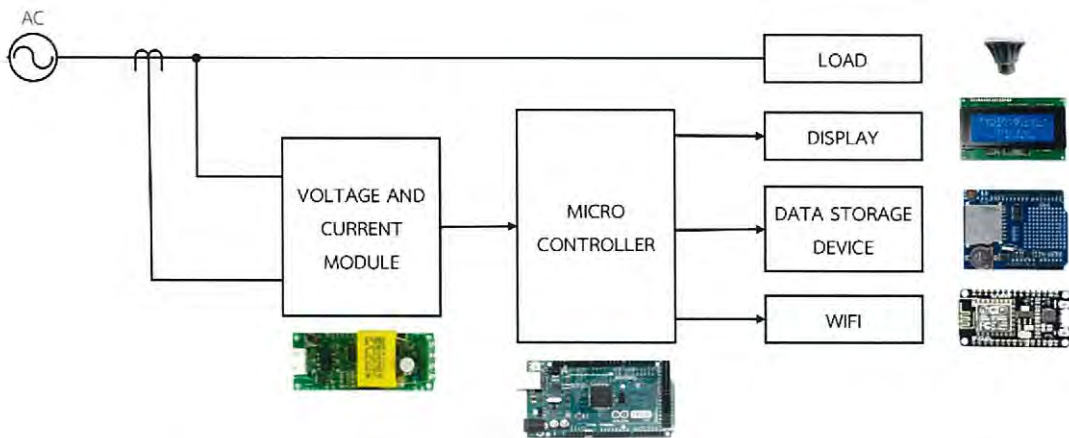 AC
LOAD
DISPLAY
VOLTAGE AND
CURRENT
MODULE
MICRO
CONTROLLER
DATA STORAGE
DEVICE
WIFI